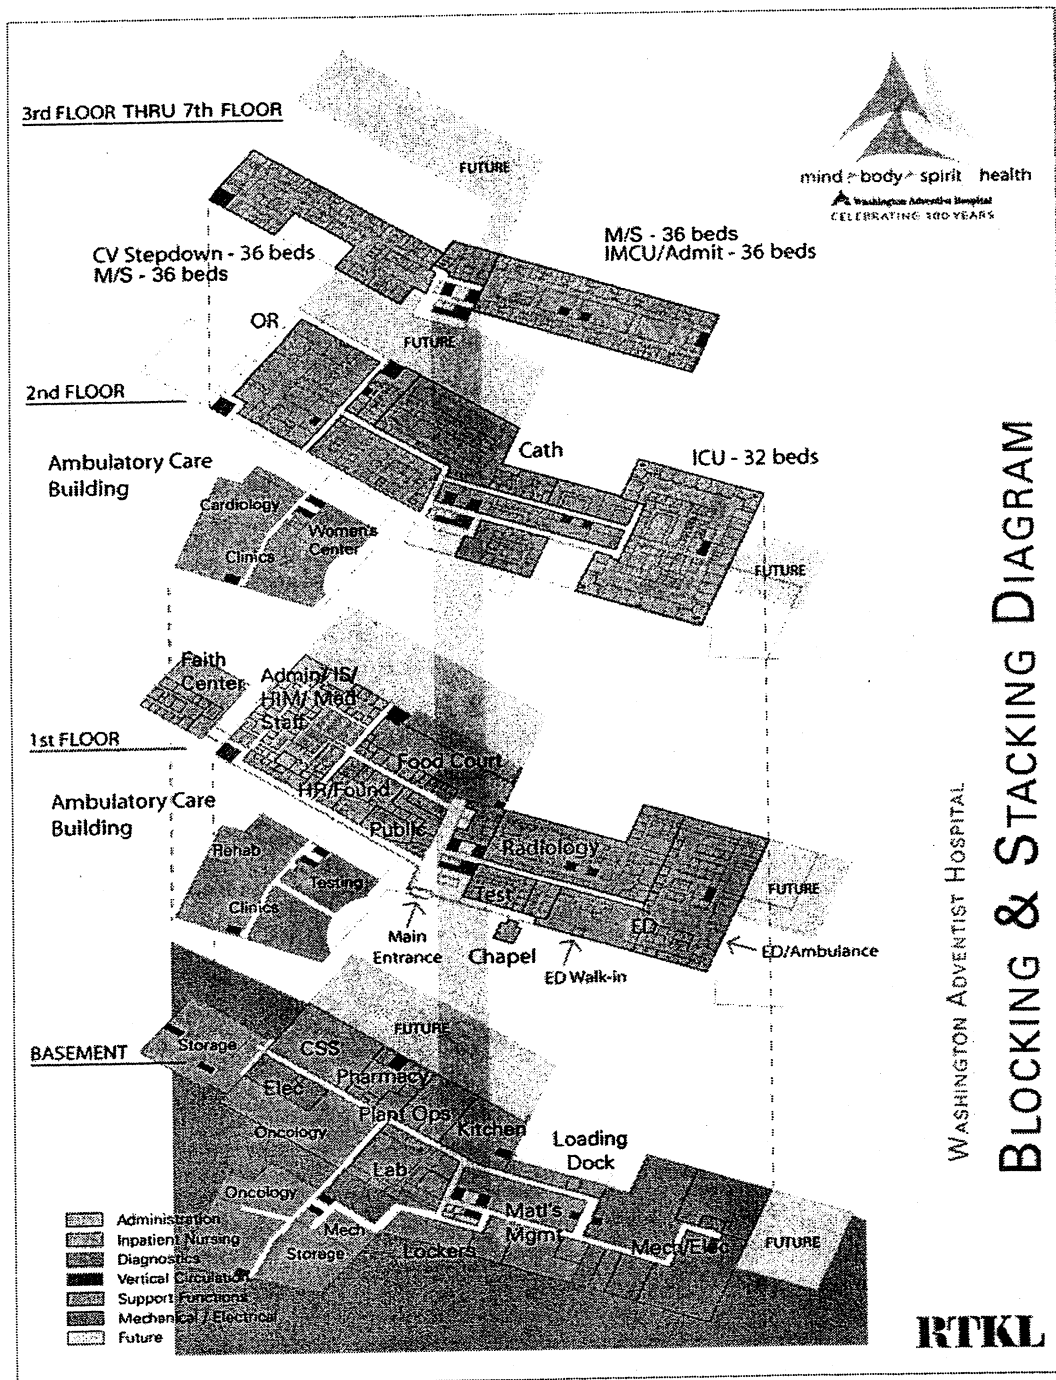 3rd FLOOR THRU 7th FLOOR
FUTURE
mind body spirit health
Washington Adventist Hospital
CELEBRATING 100 YEARS
CV Stepdown - 36 beds
M/S - 36 beds
M/S - 36 beds
IMCU/Admit - 36 beds
OR
FUTURE
2nd FLOOR
Cath
ICU - 32 beds
Ambulatory Care
Building
Cardiology
Women's
Center
Clinics
FUTURE
Faith
Center
Admin/ IS/
HIM/ Med
Staff
1st FLOOR
Food Court
HR/Found
Public
Radiology
Ambulatory Care
Building
Rehab
Testing
Clinics
Test
ED
FUTURE
Main
Entrance
Chapel
ED Walk-in
ED/Ambulance
FUTURE
BASEMENT
Storage
CSS
Pharmacy
Elec
Plant Ops
Kitchen
Oncology
Loading
Dock
Lab
Oncology
Mat'l's
Mgmt
Mech
Storage
Lockers
Mech/Elec
FUTURE
Administration
Inpatient Nursing
Diagnostics
Vertical Circulation
Support Functions
Mechanical / Electrical
Future
WASHINGTON ADVENTIST HOSPITAL
BLOCKING & STACKING DIAGRAM
RTKL